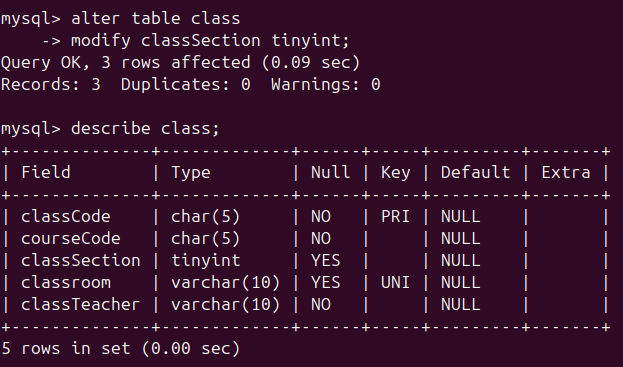 mysql> alter table class
    -> modify classSection tinyint;
Query OK, 3 rows affected (0.09 sec)
Records: 3  Duplicates: 0  Warnings: 0

mysql> describe class;
+--------------+-------------+------+-----+---------+-------+
| Field        | Type        | Null | Key | Default | Extra |
+--------------+-------------+------+-----+---------+-------+
| classCode    | char(5)     | NO   | PRI | NULL    |       |
| courseCode   | char(5)     | NO   |     | NULL    |       |
| classSection | tinyint     | YES  |     | NULL    |       |
| classroom    | varchar(10) | YES  | UNI | NULL    |       |
| classTeacher | varchar(10) | NO   |     | NULL    |       |
+--------------+-------------+------+-----+---------+-------+
5 rows in set (0.00 sec)